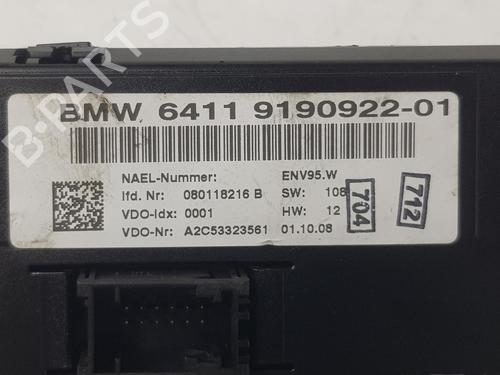 BMW 6411 9190922-01
NAEL-Nummer: ENV95.W
lfd. Nr: 080118216 B SW: 108
VDO-Idx: 0001 HW: 12
VDO-Nr: A2C53323561 01.10.08
704
712
B-PARTS